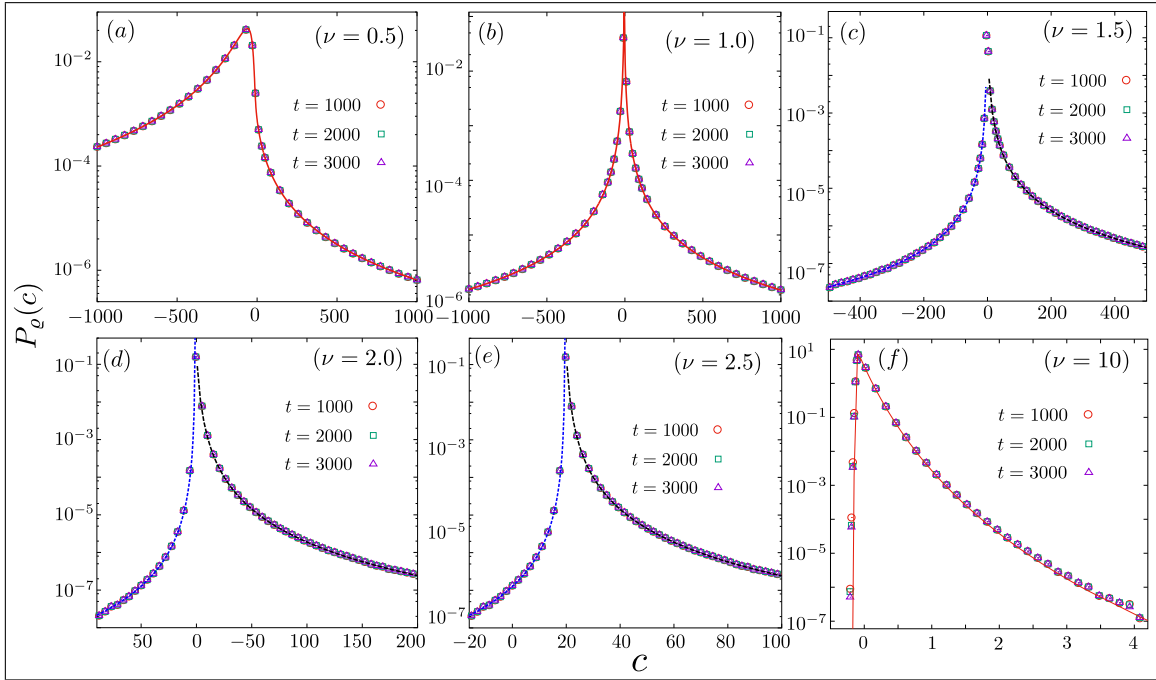 P_ϱ(c)
(a) (ν = 0.5)
10⁻²
10⁻⁴
10⁻⁶
t = 1000
t = 2000
t = 3000
−1000 −500 0 500 1000
(b) (ν = 1.0)
10⁻²
10⁻⁴
10⁻⁶
t = 1000
t = 2000
t = 3000
−1000 −500 0 500 1000
(c) (ν = 1.5)
10⁻¹
10⁻³
10⁻⁵
10⁻⁷
t = 1000
t = 2000
t = 3000
−400 −200 0 200 400
(d) (ν = 2.0)
10⁻¹
10⁻³
10⁻⁵
10⁻⁷
t = 1000
t = 2000
t = 3000
50 0 −50 100 150 200
(e) (ν = 2.5)
10⁻¹
10⁻³
10⁻⁵
10⁻⁷
t = 1000
t = 2000
t = 3000
−20 0 20 40 60 80 100
(f) (ν = 10)
10¹
10⁻¹
10⁻³
10⁻⁵
10⁻⁷
t = 1000
t = 2000
t = 3000
0 1 2 3 4
c